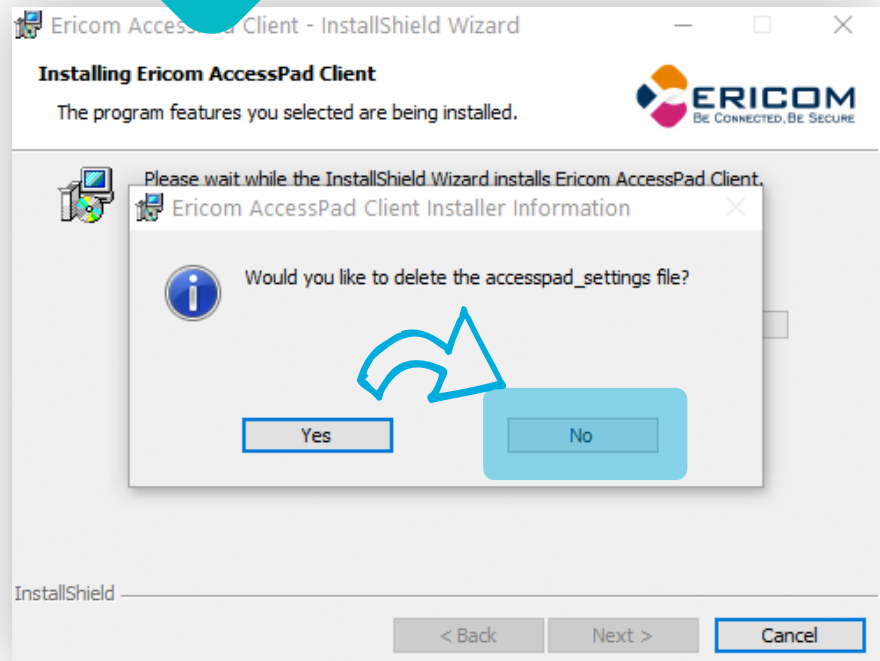 Ericom Client - InstallShield Wizard
Installing Ericom AccessPad Client
The program features you selected are being installed.
ERICOM
BE CONNECTED, BE SECURE
Please wait while the InstallShield Wizard installs Ericom AccessPad Client.
Ericom AccessPad Client Installer Information
Would you like to delete the accesspad_settings file?
Yes No
InstallShield
< Back Next > Cancel